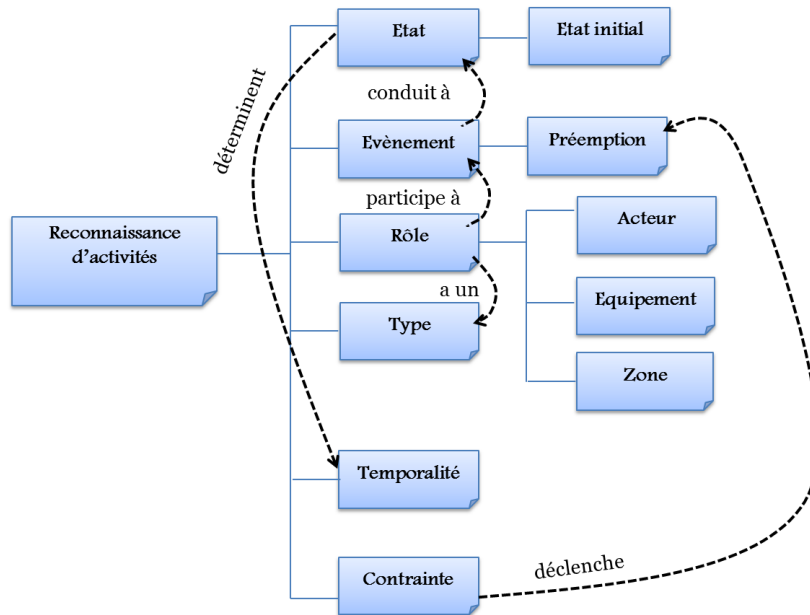 Etat
Etat initial
conduit à
déterminent
Evènement
Préemption
participe à
Reconnaissance
d'activités
Rôle
Acteur
a un
Type
Equipement
Zone
Temporalité
Contrainte
déclenche